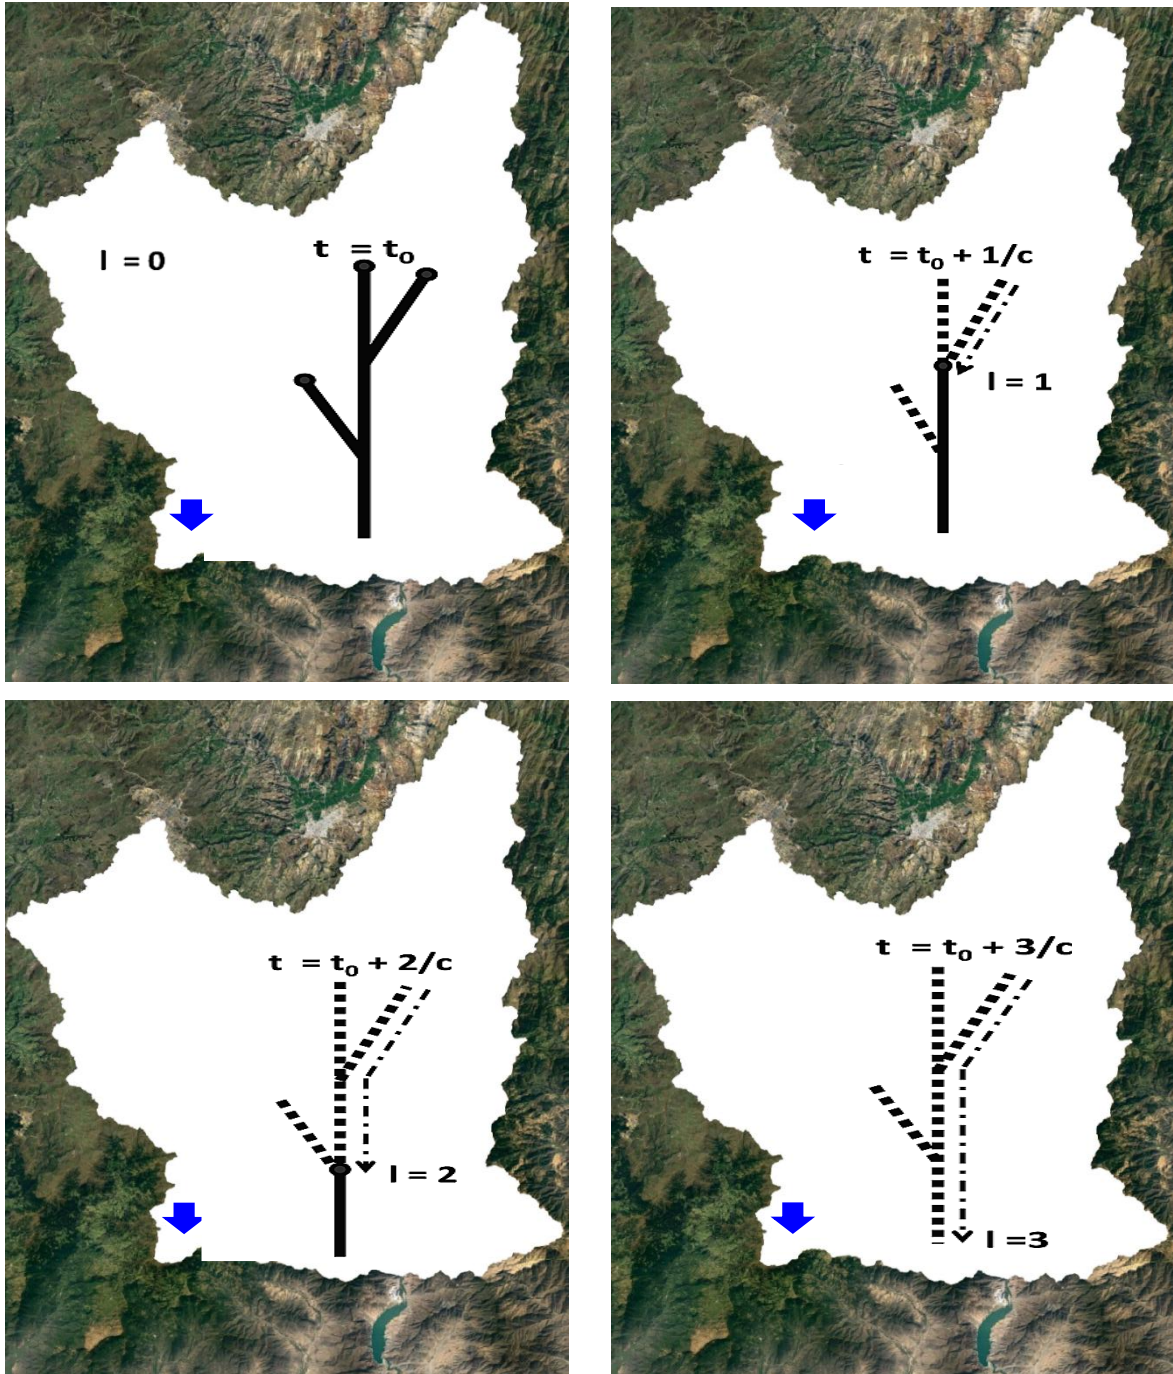 l = 0
t = t₀
t = t₀ + 1/c
l = 1
t = t₀ + 2/c
l = 2
t = t₀ + 3/c
l =3